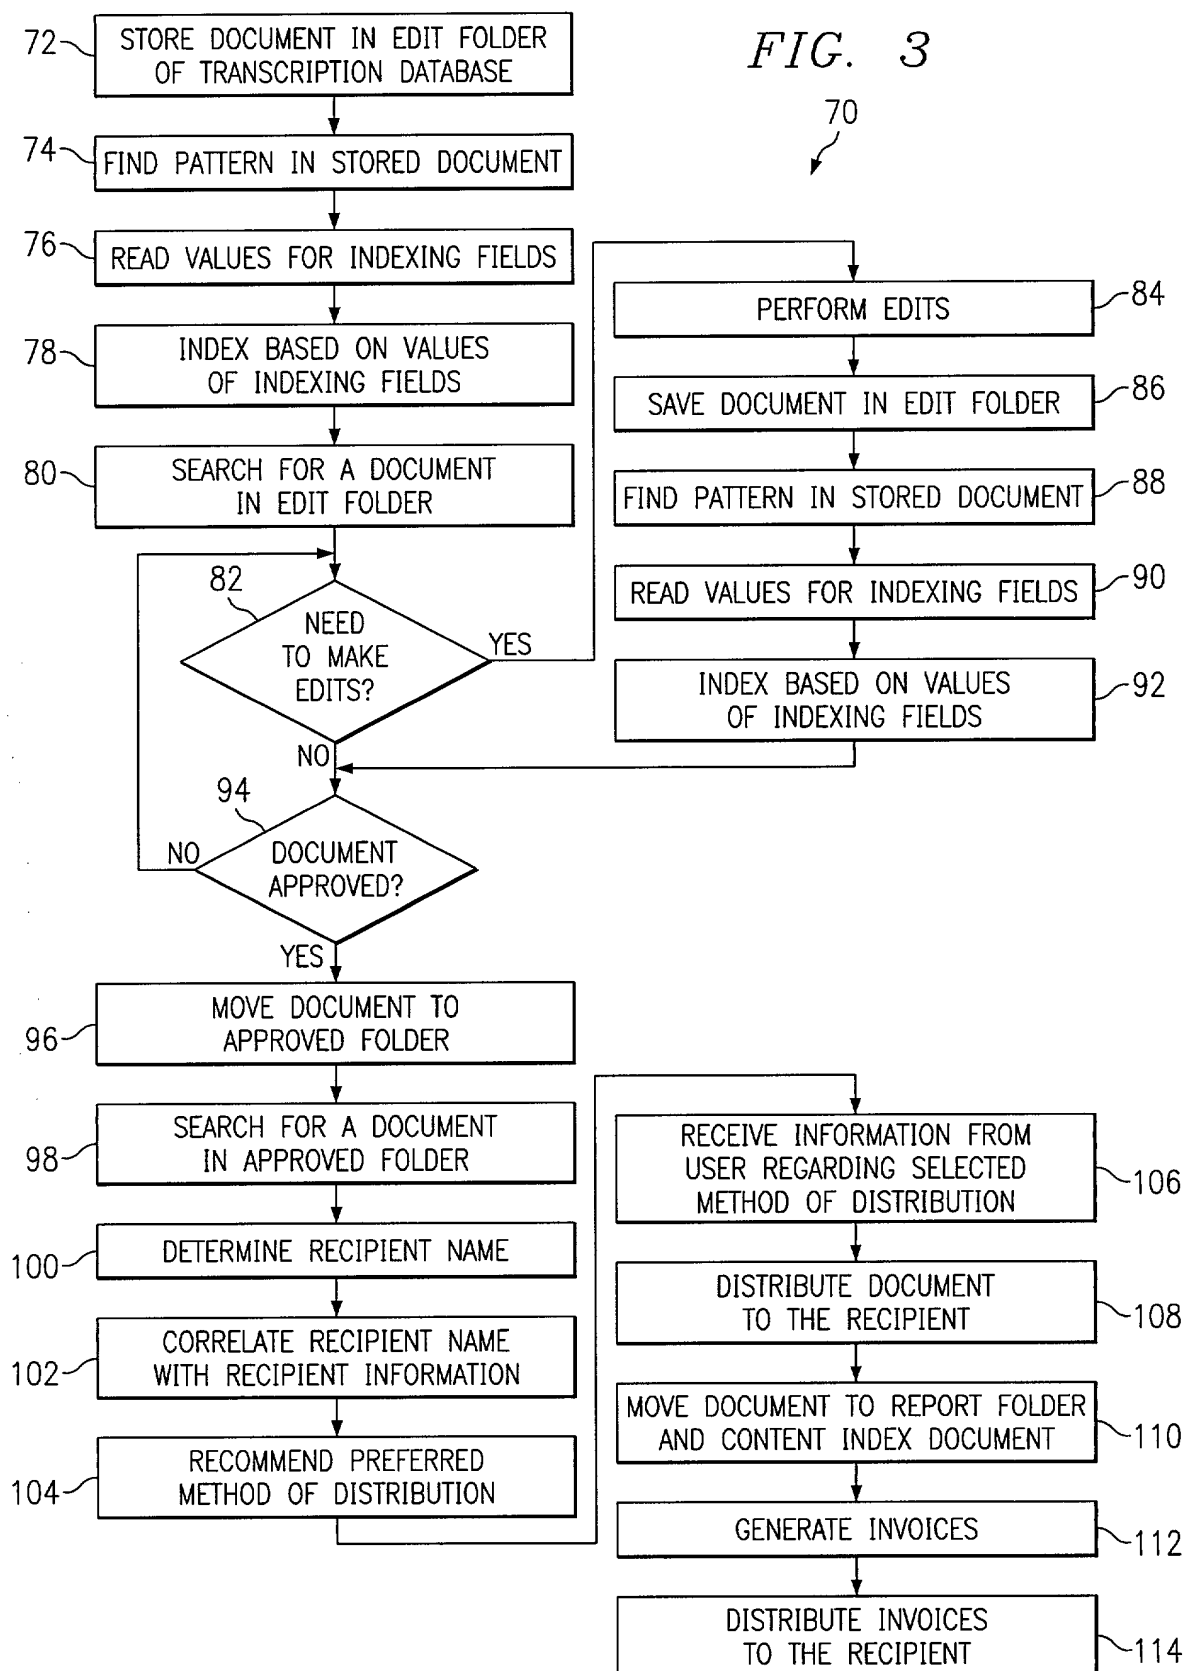 FIG. 3
70
72
STORE DOCUMENT IN EDIT FOLDER
OF TRANSCRIPTION DATABASE
74
FIND PATTERN IN STORED DOCUMENT
76
READ VALUES FOR INDEXING FIELDS
78
INDEX BASED ON VALUES
OF INDEXING FIELDS
80
SEARCH FOR A DOCUMENT
IN EDIT FOLDER
82
NEED
TO MAKE
EDITS?
YES
NO
PERFORM EDITS
84
SAVE DOCUMENT IN EDIT FOLDER
86
FIND PATTERN IN STORED DOCUMENT
88
READ VALUES FOR INDEXING FIELDS
90
INDEX BASED ON VALUES
OF INDEXING FIELDS
92
94
DOCUMENT
APPROVED?
NO
YES
96
MOVE DOCUMENT TO
APPROVED FOLDER
98
SEARCH FOR A DOCUMENT
IN APPROVED FOLDER
100
DETERMINE RECIPIENT NAME
102
CORRELATE RECIPIENT NAME
WITH RECIPIENT INFORMATION
104
RECOMMEND PREFERRED
METHOD OF DISTRIBUTION
RECEIVE INFORMATION FROM
USER REGARDING SELECTED
METHOD OF DISTRIBUTION
106
DISTRIBUTE DOCUMENT
TO THE RECIPIENT
108
MOVE DOCUMENT TO REPORT FOLDER
AND CONTENT INDEX DOCUMENT
110
GENERATE INVOICES
112
DISTRIBUTE INVOICES
TO THE RECIPIENT
114